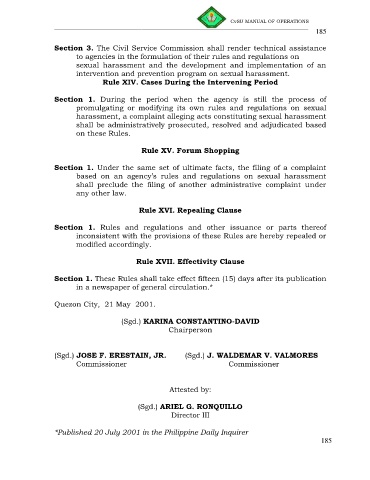 CvSU MANUAL OF OPERATIONS
185
Section 3. The Civil Service Commission shall render technical assistance
to agencies in the formulation of their rules and regulations on
sexual harassment and the development and implementation of an
intervention and prevention program on sexual harassment.
Rule XIV. Cases During the Intervening Period
Section 1. During the period when the agency is still the process of
promulgating or modifying its own rules and regulations on sexual
harassment, a complaint alleging acts constituting sexual harassment
shall be administratively prosecuted, resolved and adjudicated based
on these Rules.
Rule XV. Forum Shopping
Section 1. Under the same set of ultimate facts, the filing of a complaint
based on an agency's rules and regulations on sexual harassment
shall preclude the filing of another administrative complaint under
any other law.
Rule XVI. Repealing Clause
Section 1. Rules and regulations and other issuance or parts thereof
inconsistent with the provisions of these Rules are hereby repealed or
modified accordingly.
Rule XVII. Effectivity Clause
Section 1. These Rules shall take effect fifteen (15) days after its publication
in a newspaper of general circulation.*
Quezon City, 21 May 2001.
(Sgd.) KARINA CONSTANTINO-DAVID
Chairperson
(Sgd.) JOSE F. ERESTAIN, JR. (Sgd.) J. WALDEMAR V. VALMORES
Commissioner Commissioner
Attested by:
(Sgd.) ARIEL G. RONQUILLO
Director III
*Published 20 July 2001 in the Philippine Daily Inquirer
185